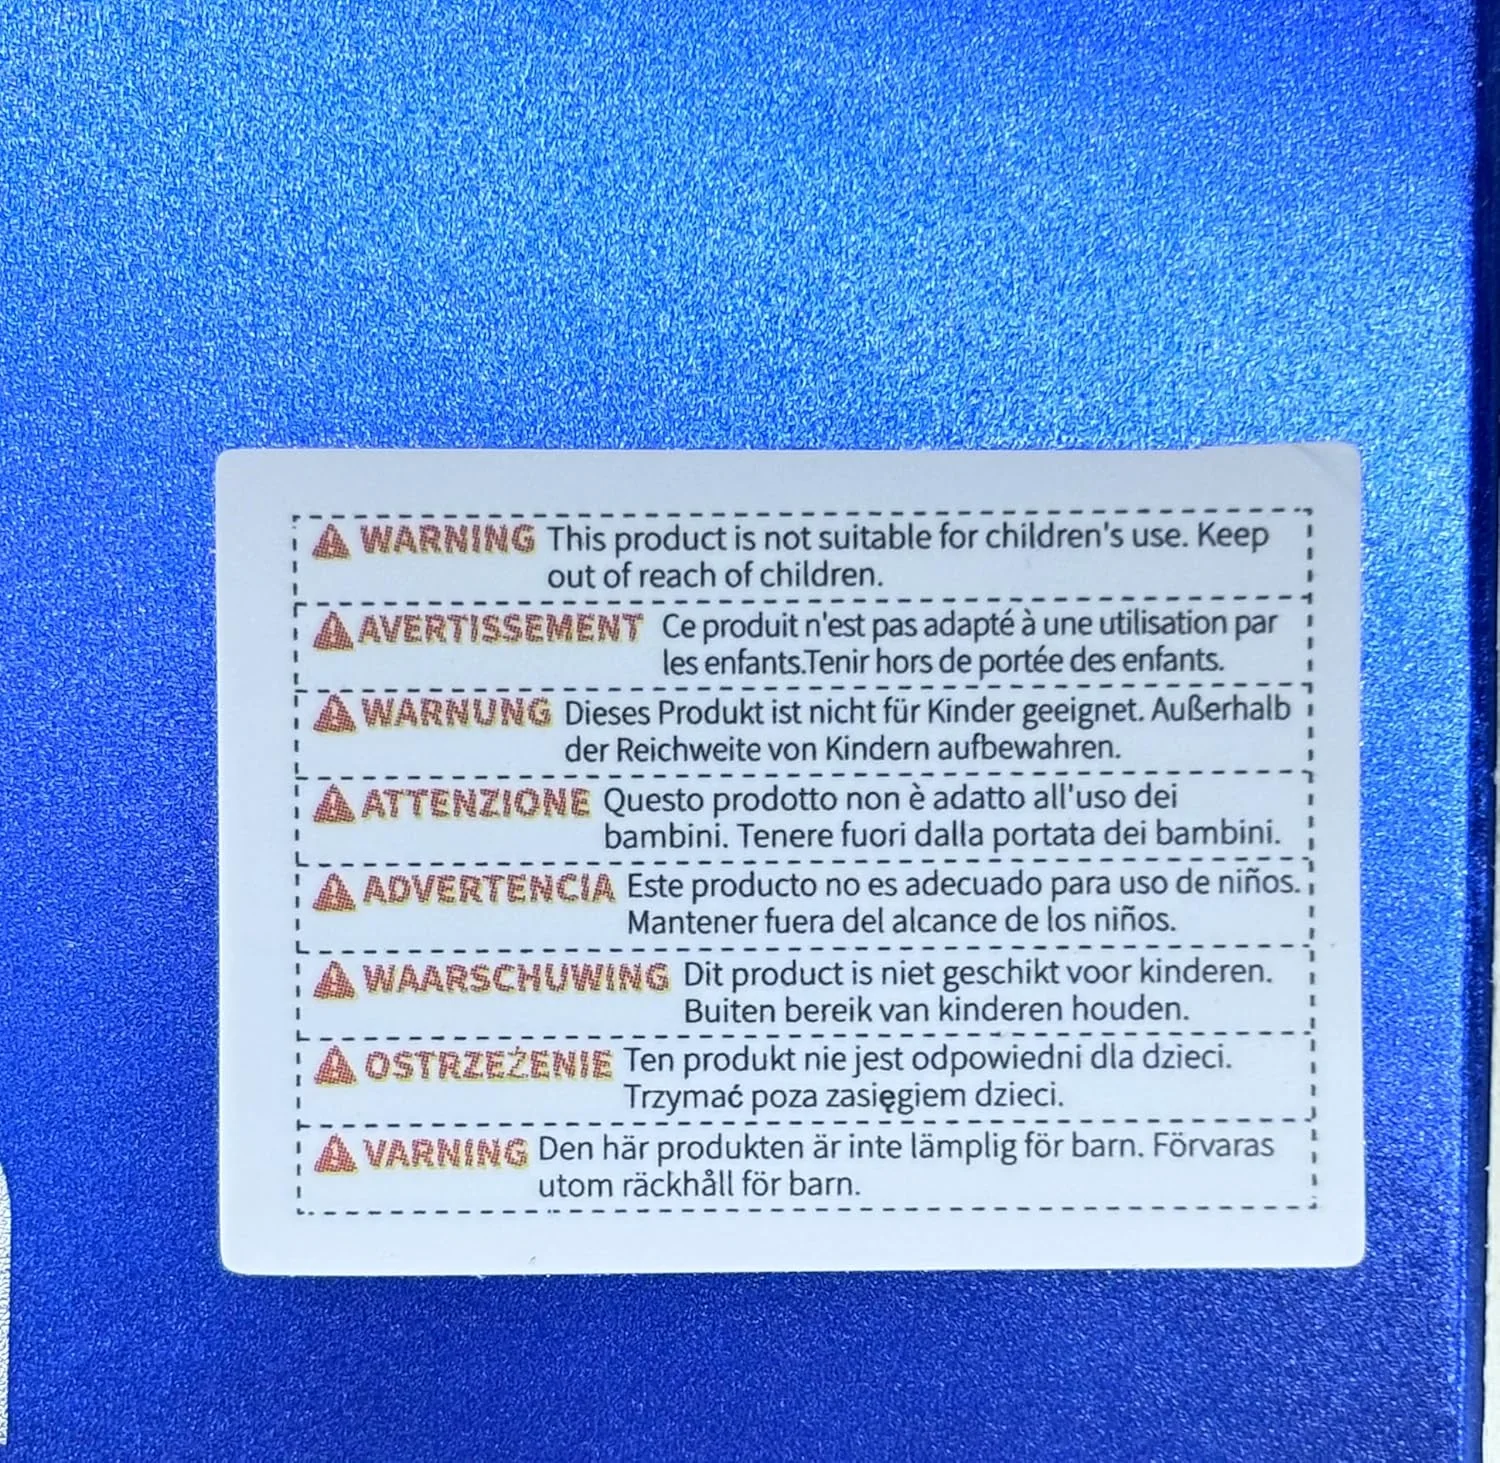 WARNING This product is not suitable for children's use. Keep
out of reach of children.
AVERTISSEMENT Ce produit n'est pas adapté à une utilisation par
les enfants.Tenir hors de portée des enfants.
WARNUNG Dieses Produkt ist nicht für Kinder geeignet. Außerhalb
der Reichweite von Kindern aufbewahren.
ATTENZIONE Questo prodotto non è adatto all'uso dei
bambini. Tenere fuori dalla portata dei bambini.
ADVERTENCIA Este producto no es adecuado para uso de niños.
Mantener fuera del alcance de los niños.
WAARSCHUWING Dit product is niet geschikt voor kinderen.
Buiten bereik van kinderen houden.
OSTRZEŻENIE Ten produkt nie jest odpowiedni dla dzieci.
Trzymać poza zasięgiem dzieci.
VARNING Den här produkten är inte lämplig för barn. Förvaras
utom räckhåll för barn.